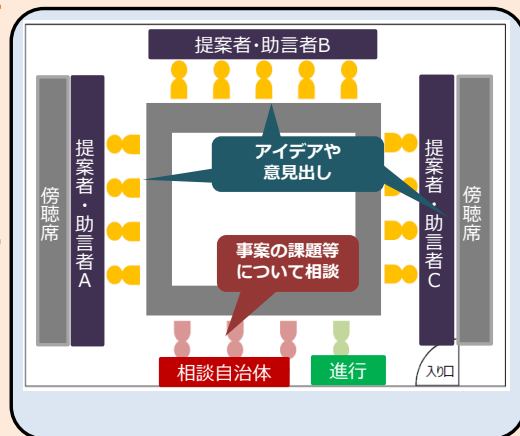 提案者・助言者B
傍聴席
提案者・助言者A
アイデアや
意見出し
提案者・助言者C
傍聴席
事案の課題等
について相談
相談自治体
進行
入り口